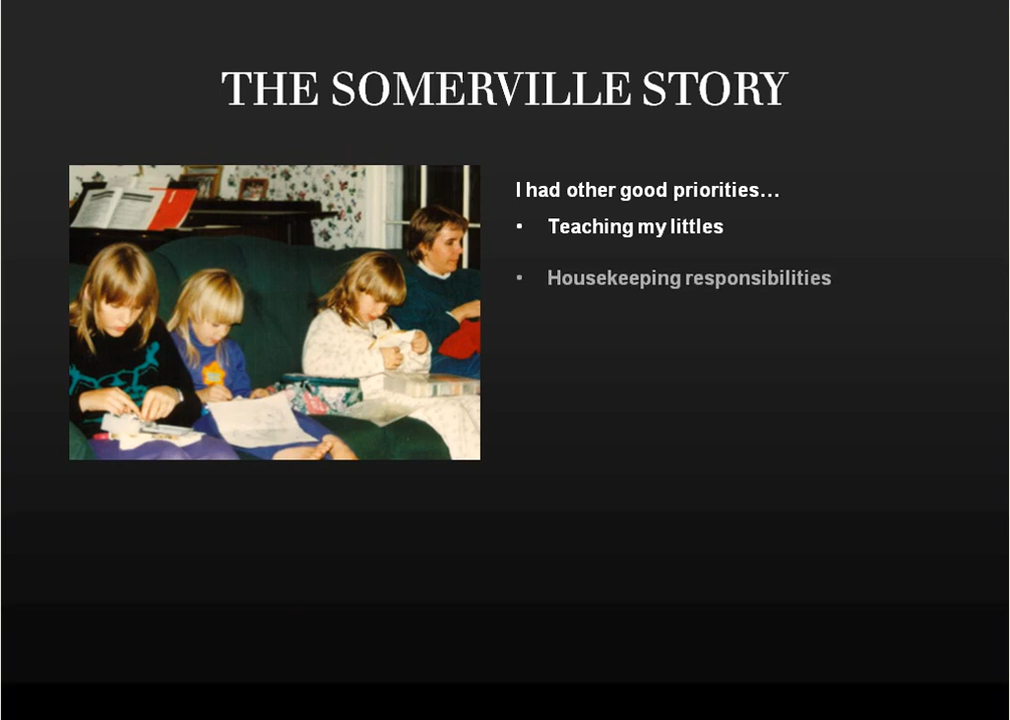 THE SOMERVILLE STORY
I had other good priorities…
• Teaching my littles
• Housekeeping responsibilities